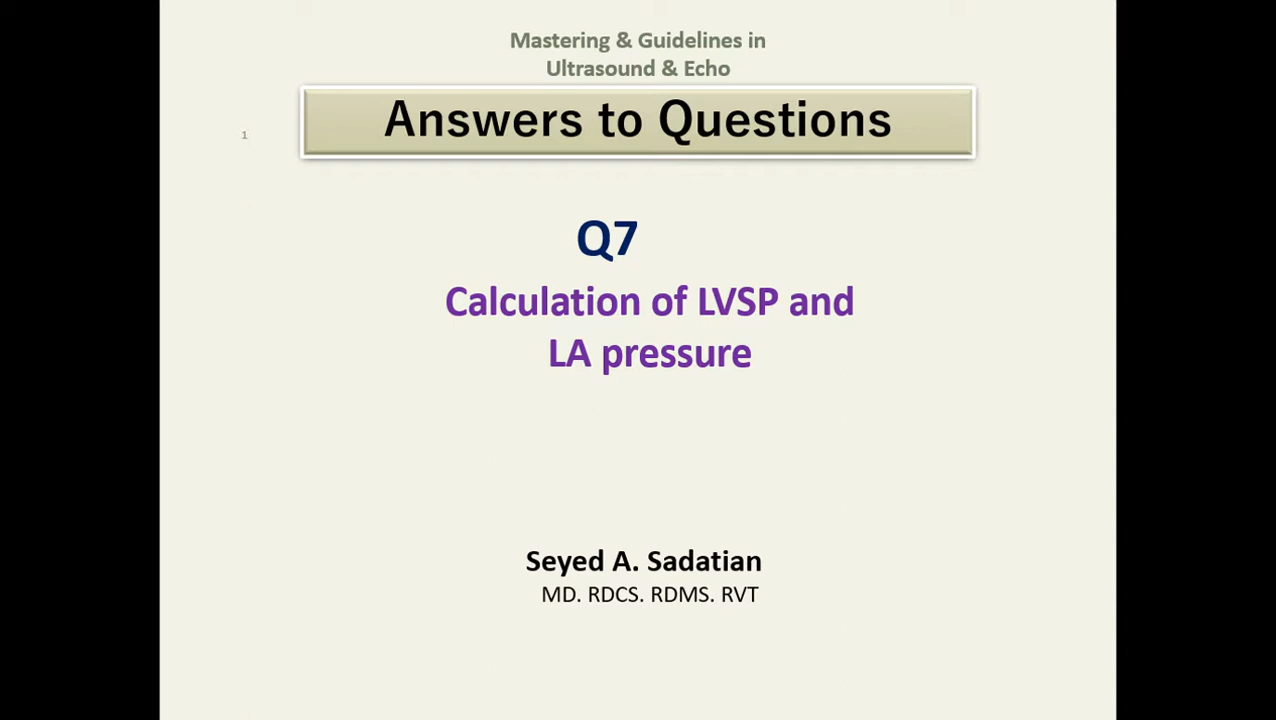 Mastering & Guidelines in
Ultrasound & Echo
Answers to Questions
1
Q7
Calculation of LVSP and
LA pressure
Seyed A. Sadatian
MD. RDCS. RDMS. RVT